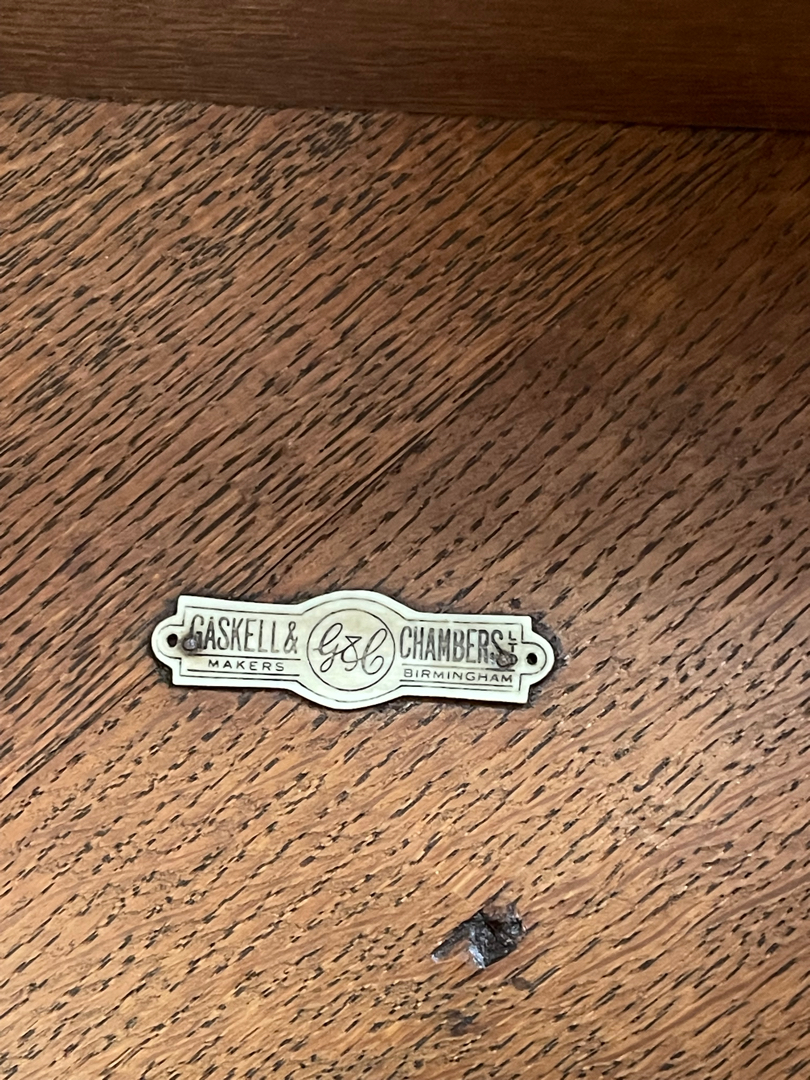 GASKELL & G&C CHAMBERS LTD
MAKERS BIRMINGHAM